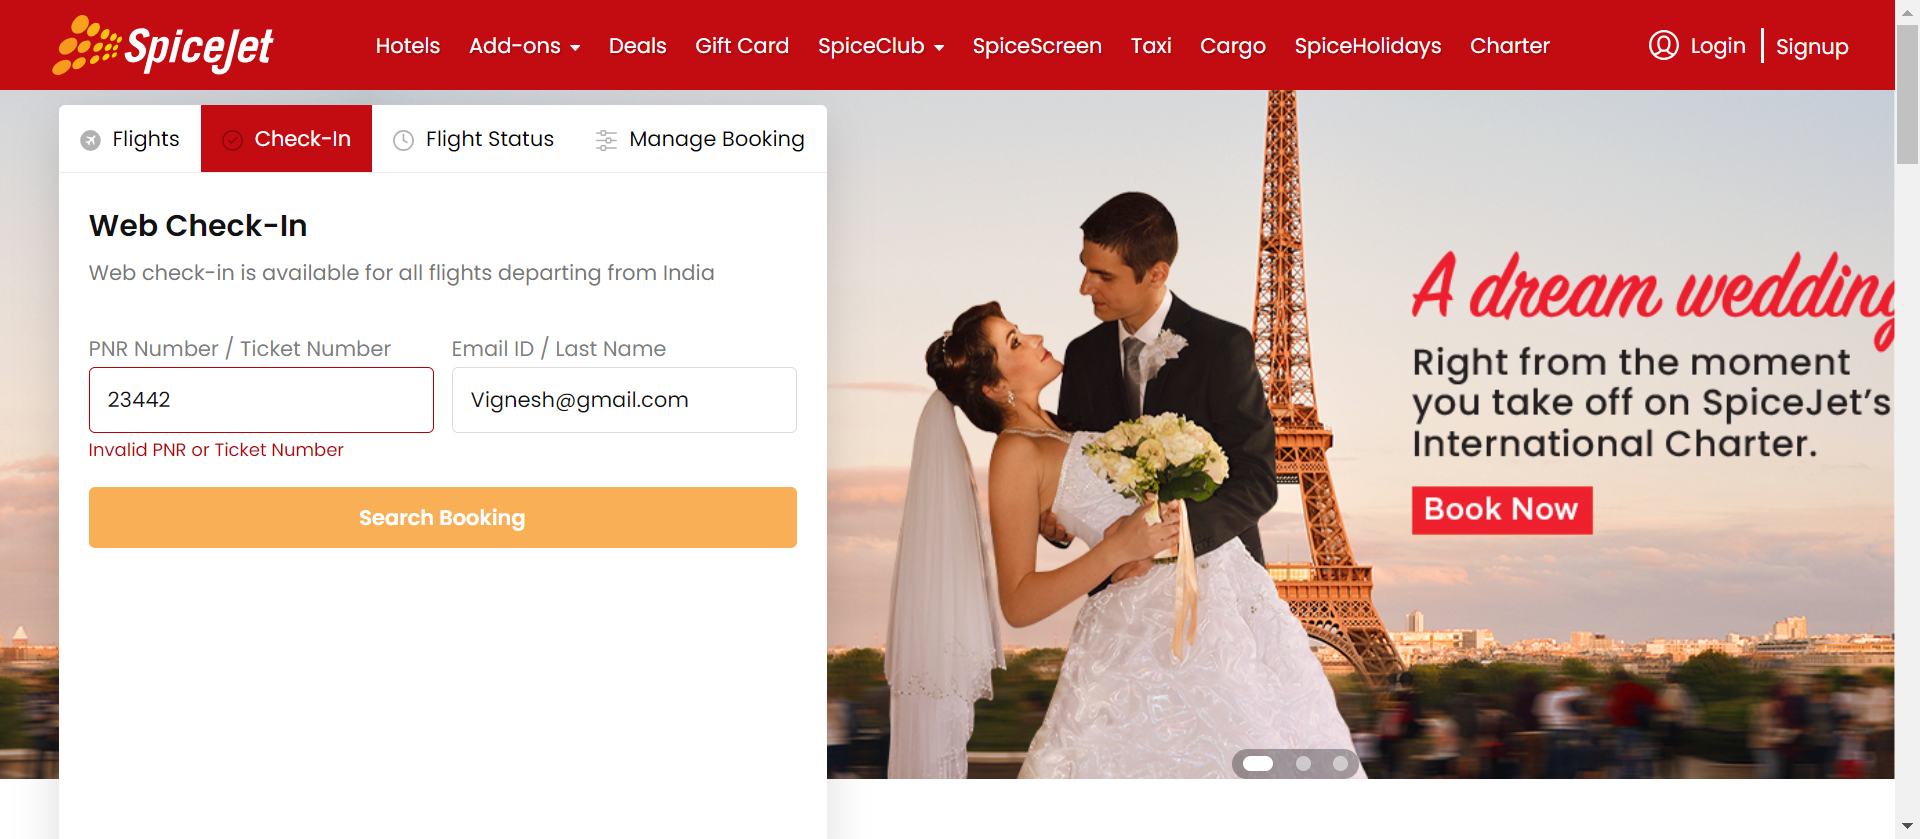 SpiceJet
Hotels Add-ons Deals Gift Card SpiceClub SpiceScreen Taxi Cargo SpiceHolidays Charter Login Signup
Flights Check-In Flight Status Manage Booking
Web Check-In
Web check-in is available for all flights departing from India
PNR Number / Ticket Number Email ID / Last Name
23442 Vignesh@gmail.com
Invalid PNR or Ticket Number
Search Booking
A dream wedding
Right from the moment
you take off on SpiceJet's
International Charter.
Book Now